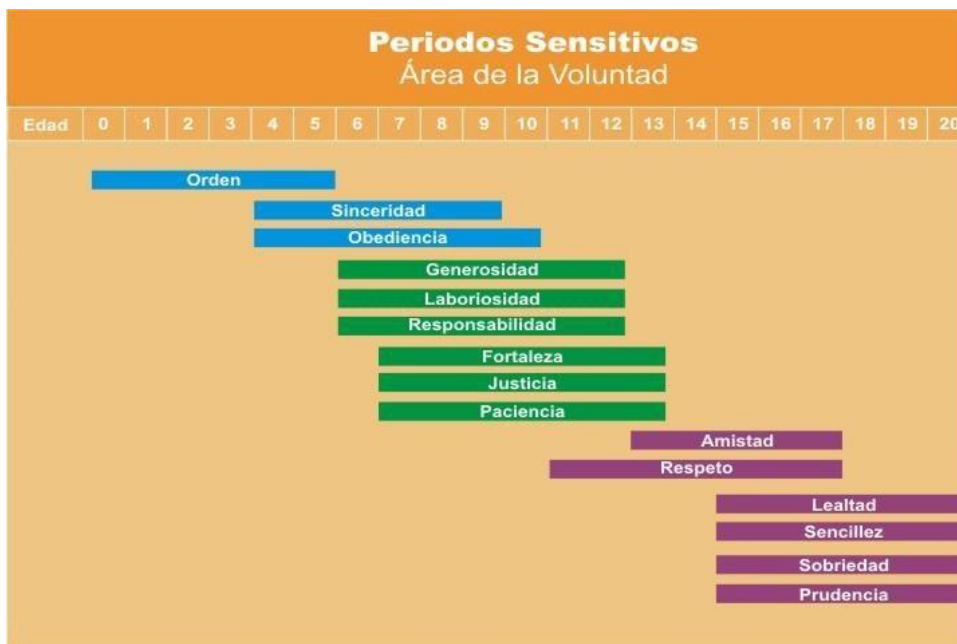 Periodos Sensitivos
Área de la Voluntad
Edad 0 1 2 3 4 5 6 7 8 9 10 11 12 13 14 15 16 17 18 19 20
Orden
Sinceridad
Obediencia
Generosidad
Laboriosidad
Responsabilidad
Fortaleza
Justicia
Paciencia
Amistad
Respeto
Lealtad
Sencillez
Sobriedad
Prudencia